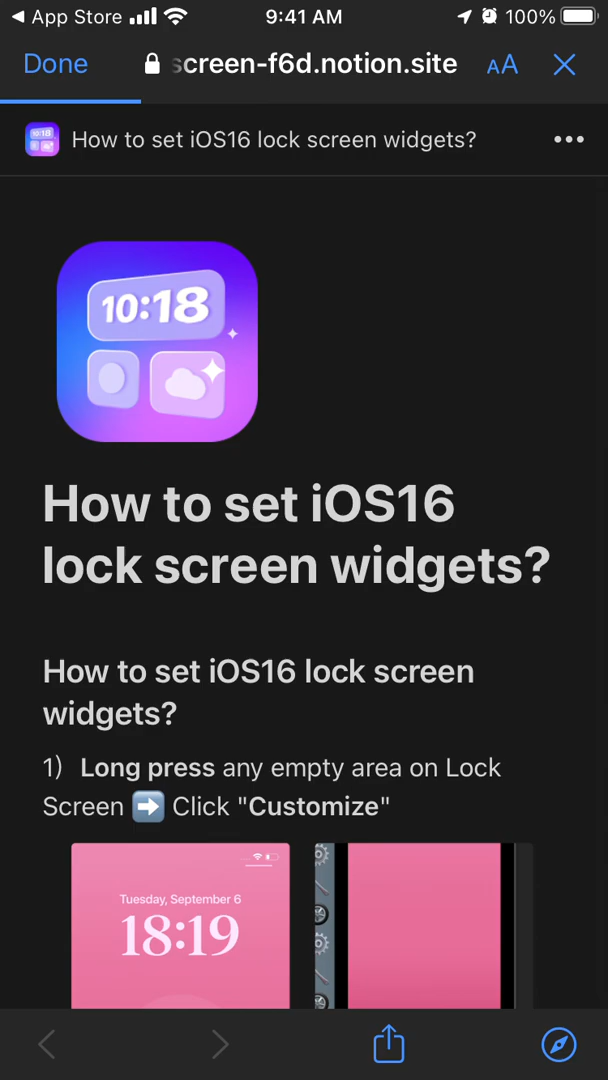 ◀ App Store 9:41 AM 100%
Done screen-f6d.notion.site AA
How to set iOS16 lock screen widgets?
10:18
How to set iOS16
lock screen widgets?
How to set iOS16 lock screen
widgets?
1) Long press any empty area on Lock
Screen ➡️ Click "Customize"
Tuesday, September 6
18:19